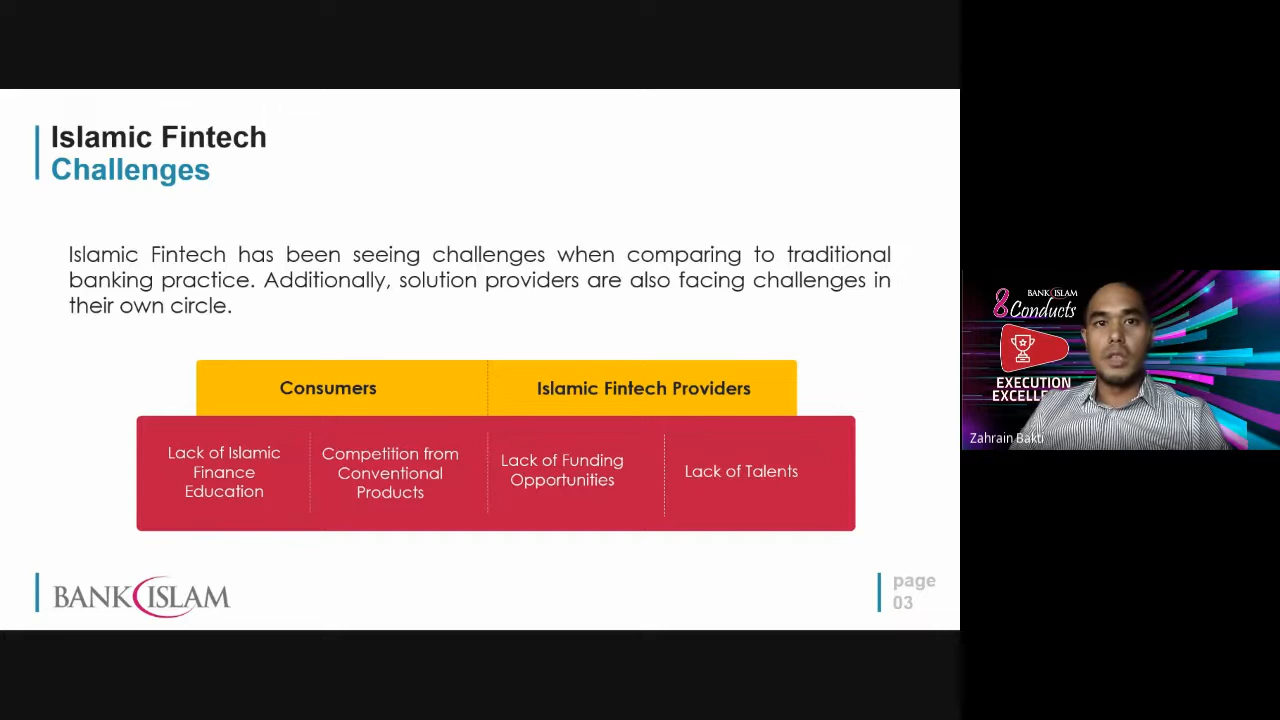 Islamic Fintech
Challenges
Islamic Fintech has been seeing challenges when comparing to traditional
banking practice. Additionally, solution providers are also facing challenges in
their own circle.
Consumers
Islamic Fintech Providers
Lack of Islamic
Finance
Education
Competition from
Conventional
Products
Lack of Funding
Opportunities
Lack of Talents
BANK ISLAM
page
03
BANK ISLAM
8 Conducts
EXECUTION
EXCELLE
Zahrain Bakti